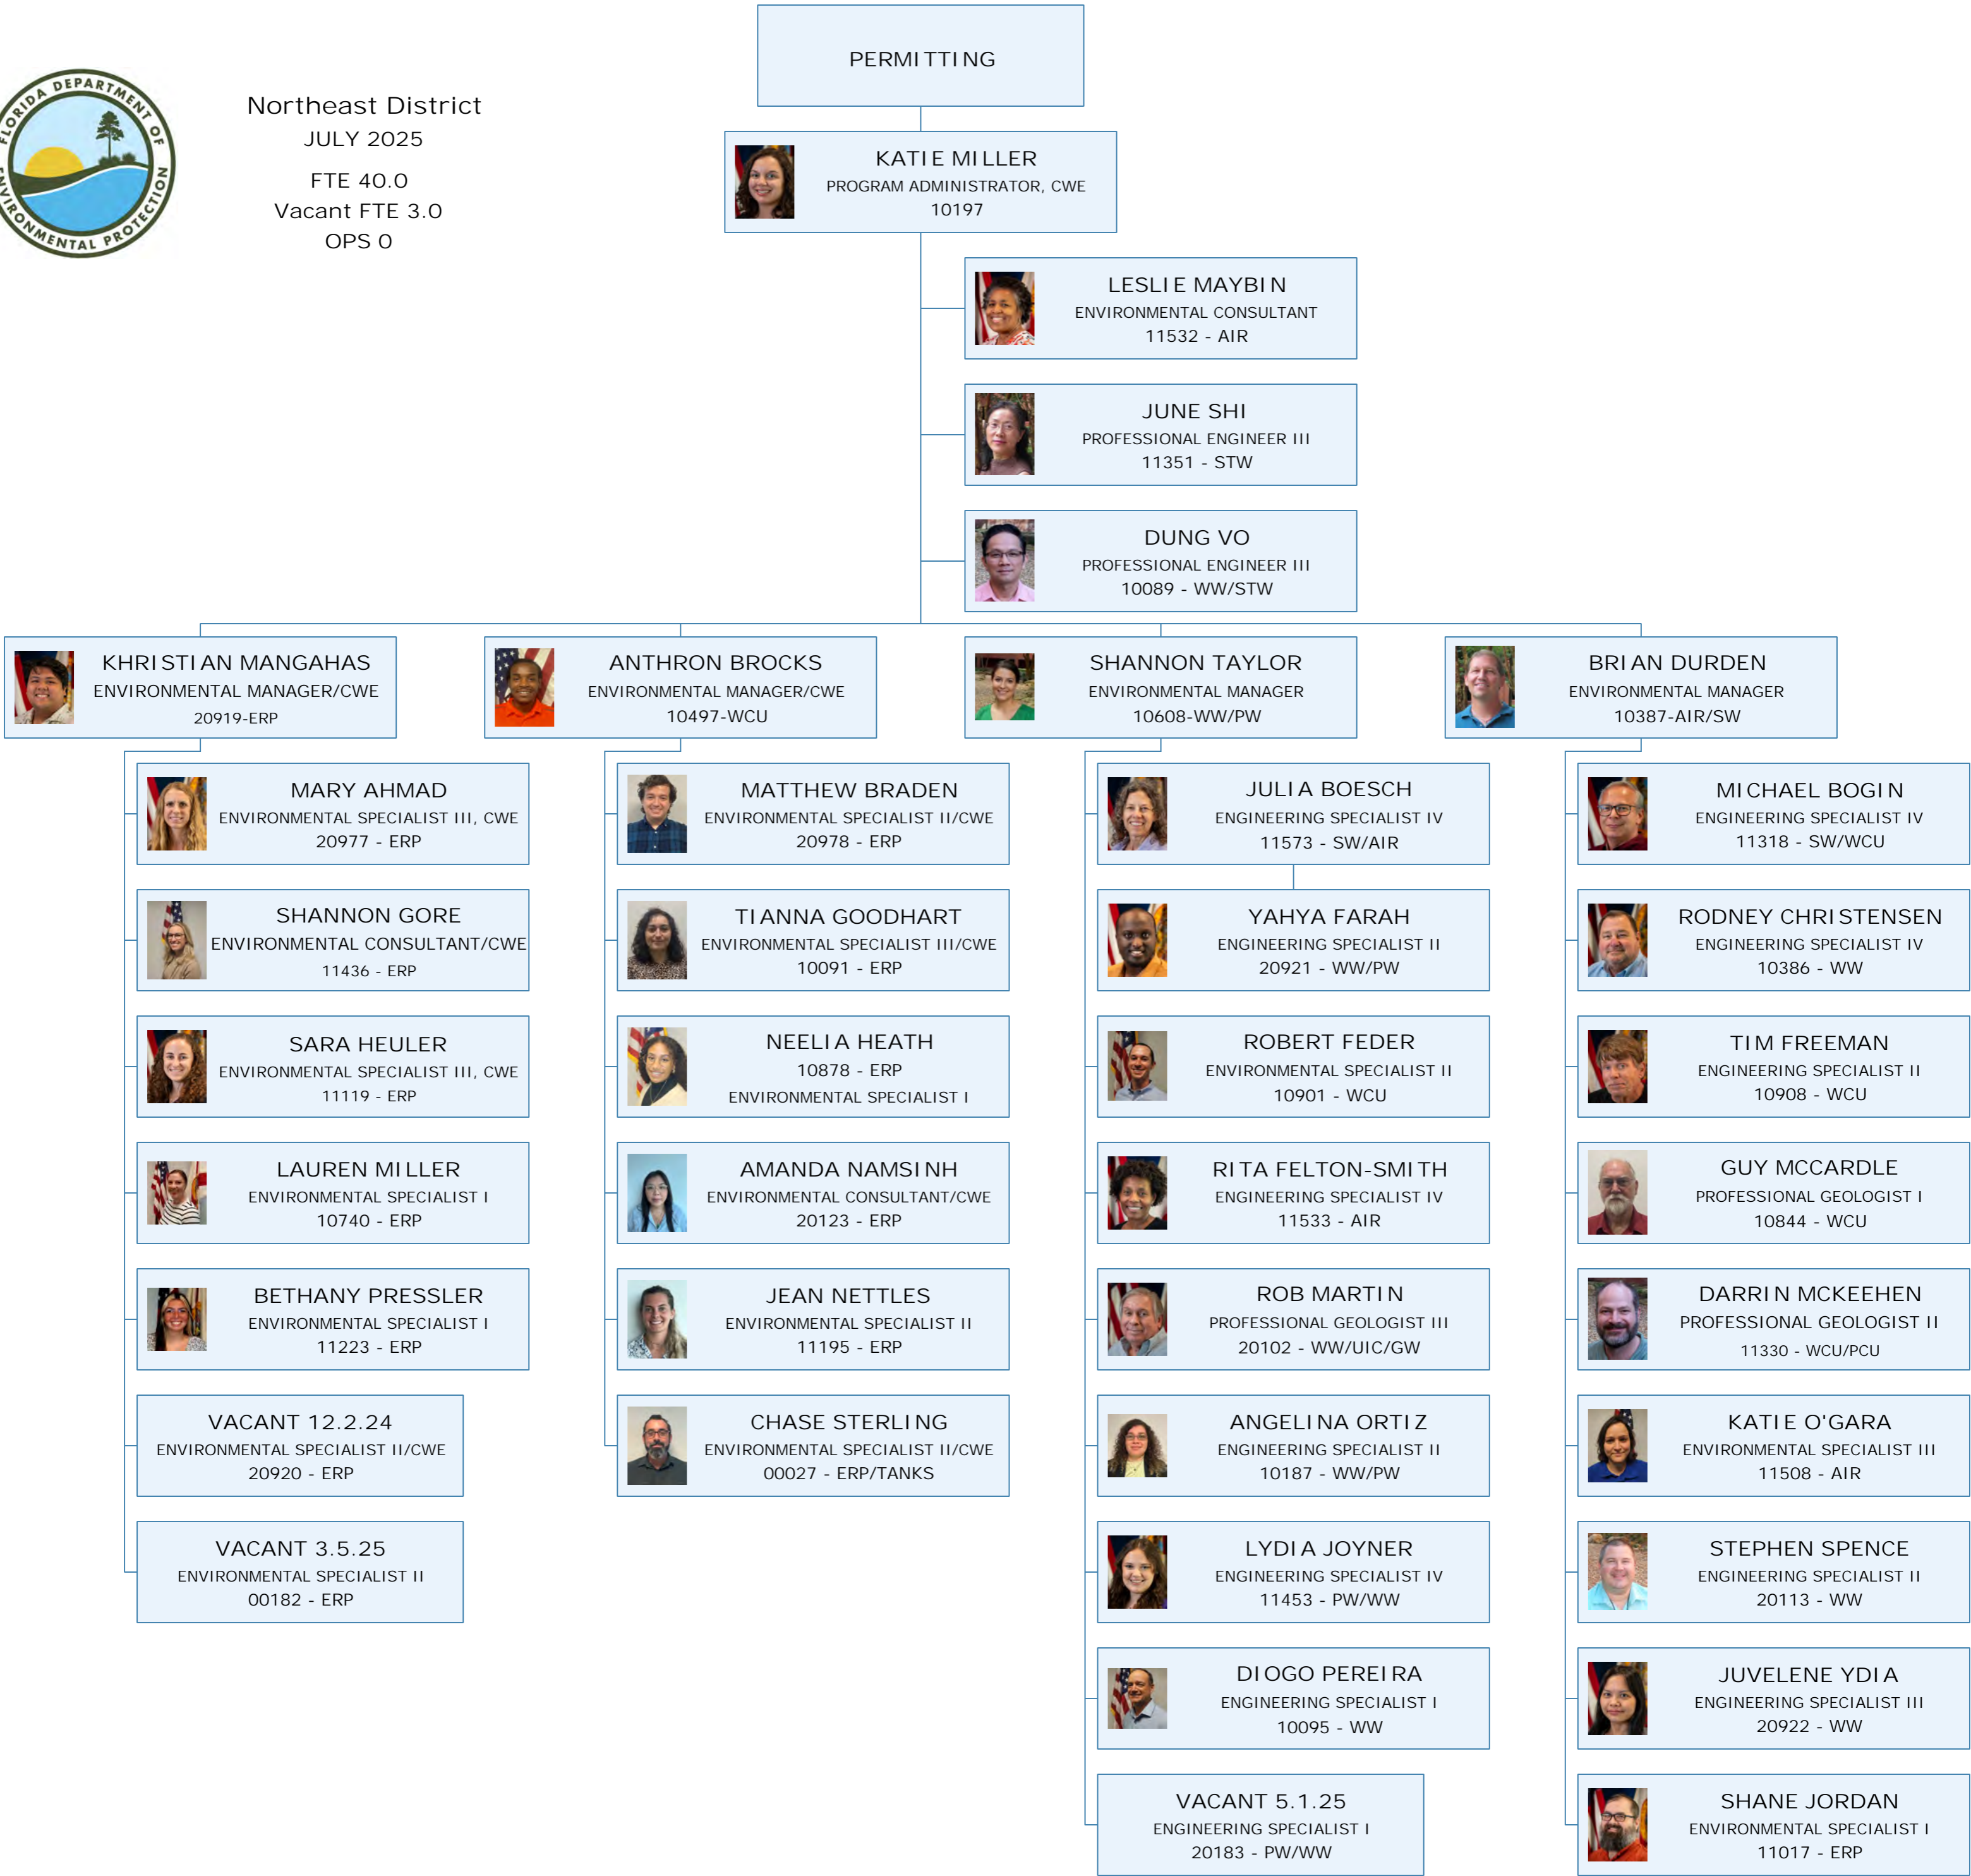 FLORIDA DEPARTMENT OF
ENVIRONMENTAL PROTECTION
Northeast District
JULY 2025
FTE 40.0
Vacant FTE 3.0
OPS 0
PERMITTING
KATIE MILLER
PROGRAM ADMINISTRATOR, CWE
10197
LESLIE MAYBIN
ENVIRONMENTAL CONSULTANT
11532 - AIR
JUNE SHI
PROFESSIONAL ENGINEER III
11351 - STW
DUNG VO
PROFESSIONAL ENGINEER III
10089 - WW/STW
KHRISTIAN MANGAHAS
ENVIRONMENTAL MANAGER/CWE
20919-ERP
MARY AHMAD
ENVIRONMENTAL SPECIALIST III, CWE
20977 - ERP
SHANNON GORE
ENVIRONMENTAL CONSULTANT/CWE
11436 - ERP
SARA HEULER
ENVIRONMENTAL SPECIALIST III, CWE
11119 - ERP
LAUREN MILLER
ENVIRONMENTAL SPECIALIST I
10740 - ERP
BETHANY PRESSLER
ENVIRONMENTAL SPECIALIST I
11223 - ERP
VACANT 12.2.24
ENVIRONMENTAL SPECIALIST II/CWE
20920 - ERP
VACANT 3.5.25
ENVIRONMENTAL SPECIALIST II
00182 - ERP
ANTHRON BROCKS
ENVIRONMENTAL MANAGER/CWE
10497-WCU
MATTHEW BRADEN
ENVIRONMENTAL SPECIALIST II/CWE
20978 - ERP
TIANNA GOODHART
ENVIRONMENTAL SPECIALIST III/CWE
10091 - ERP
NEELIA HEATH
10878 - ERP
ENVIRONMENTAL SPECIALIST I
AMANDA NAMSINH
ENVIRONMENTAL CONSULTANT/CWE
20123 - ERP
JEAN NETTLES
ENVIRONMENTAL SPECIALIST II
11195 - ERP
CHASE STERLING
ENVIRONMENTAL SPECIALIST II/CWE
00027 - ERP/TANKS
SHANNON TAYLOR
ENVIRONMENTAL MANAGER
10608-WW/PW
JULIA BOESCH
ENGINEERING SPECIALIST IV
11573 - SW/AIR
YAHYA FARAH
ENGINEERING SPECIALIST II
20921 - WW/PW
ROBERT FEDER
ENVIRONMENTAL SPECIALIST II
10901 - WCU
RITA FELTON-SMITH
ENGINEERING SPECIALIST IV
11533 - AIR
ROB MARTIN
PROFESSIONAL GEOLOGIST III
20102 - WW/UIC/GW
ANGELINA ORTIZ
ENGINEERING SPECIALIST II
10187 - WW/PW
LYDIA JOYNER
ENGINEERING SPECIALIST IV
11453 - PW/WW
DIOGO PEREIRA
ENGINEERING SPECIALIST I
10095 - WW
VACANT 5.1.25
ENGINEERING SPECIALIST I
20183 - PW/WW
BRIAN DURDEN
ENVIRONMENTAL MANAGER
10387-AIR/SW
MICHAEL BOGIN
ENGINEERING SPECIALIST IV
11318 - SW/WCU
RODNEY CHRISTENSEN
ENGINEERING SPECIALIST IV
10386 - WW
TIM FREEMAN
ENGINEERING SPECIALIST II
10908 - WCU
GUY MCCARDLE
PROFESSIONAL GEOLOGIST I
10844 - WCU
DARRIN MCKEEHEN
PROFESSIONAL GEOLOGIST II
11330 - WCU/PCU
KATIE O'GARA
ENVIRONMENTAL SPECIALIST III
11508 - AIR
STEPHEN SPENCE
ENGINEERING SPECIALIST II
20113 - WW
JUVELENE YDIA
ENGINEERING SPECIALIST III
20922 - WW
SHANE JORDAN
ENVIRONMENTAL SPECIALIST I
11017 - ERP